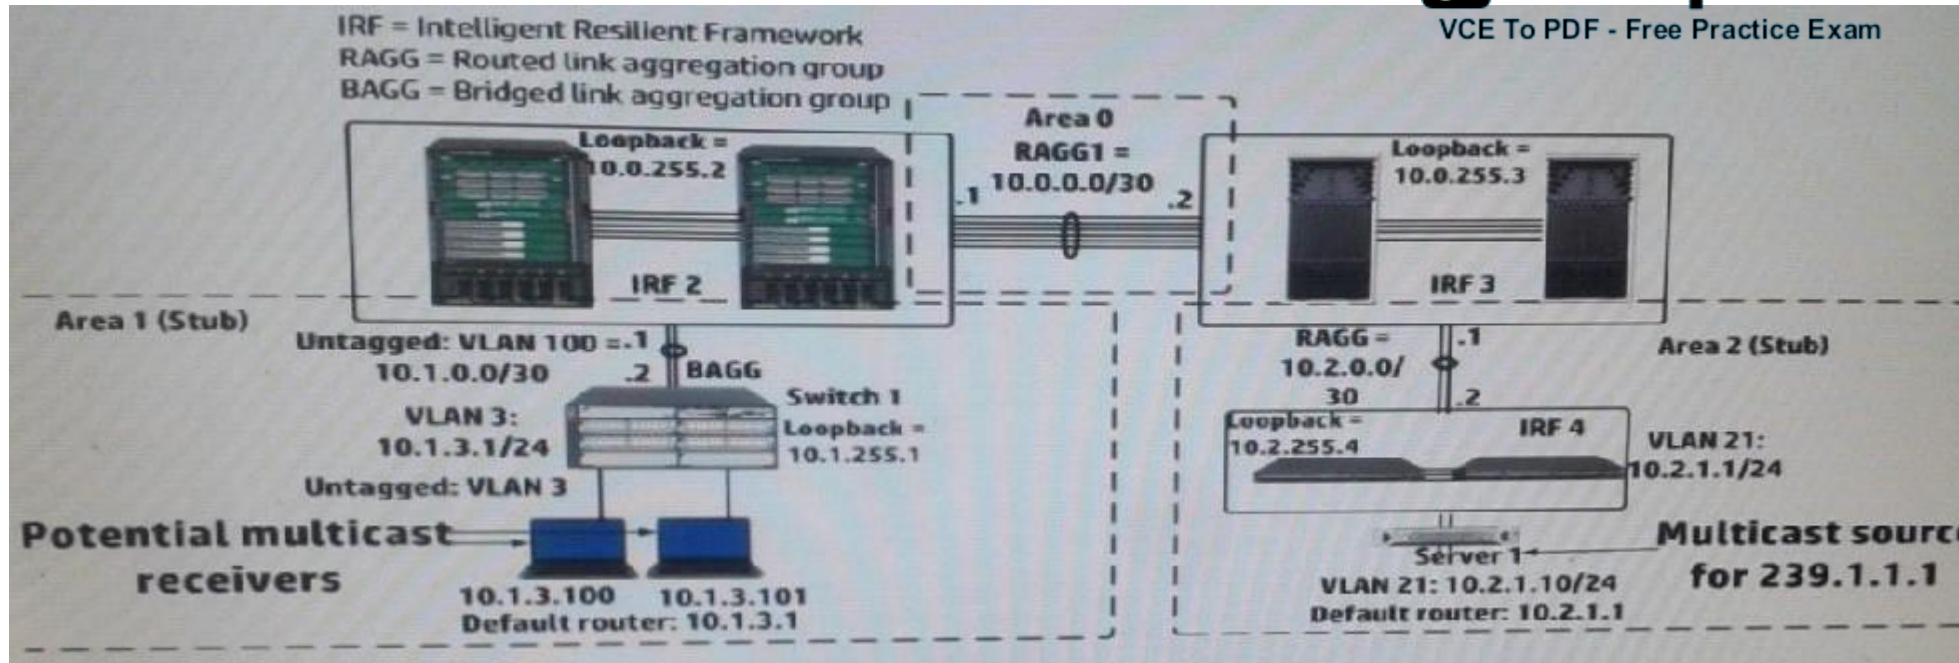 VCE To PDF - Free Practice Exam
IRF = Intelligent Resilient Framework
RAGG = Routed link aggregation group
BAGG = Bridged link aggregation group
Area 0
RAGG1 =
10.0.0.0/30
.1
.2
Loopback =
10.0.255.2
IRF 2
Loopback =
10.0.255.3
IRF 3
Area 1 (Stub)
Untagged: VLAN 100 =.1
10.1.0.0/30
.2
BAGG
Switch 1
Loopback =
10.1.255.1
VLAN 3:
10.1.3.1/24
Untagged: VLAN 3
Potential multicast
receivers
10.1.3.100
10.1.3.101
Default router: 10.1.3.1
Area 2 (Stub)
RAGG =
10.2.0.0/
30
.1
.2
Loopback =
10.2.255.4
IRF 4
VLAN 21:
10.2.1.1/24
Server 1
VLAN 21: 10.2.1.10/24
Default router: 10.2.1.1
Multicast sourc
for 239.1.1.1